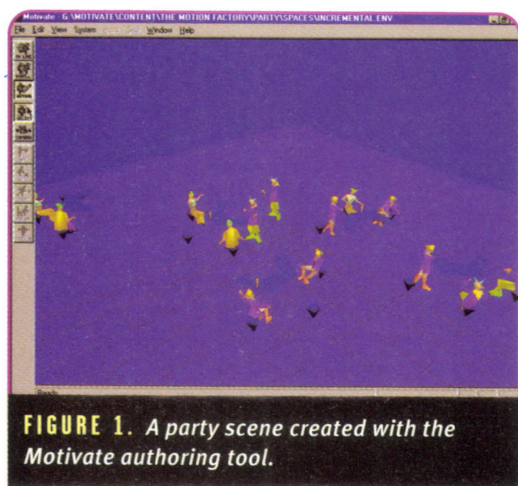 Motivate - G:\MOTIVATE\CONTENT\THE MOTION FACTORY\PARTY\SPACES\INCREMENTAL.ENV
File Edit View System Window Help
FIGURE 1. A party scene created with the
Motivate authoring tool.